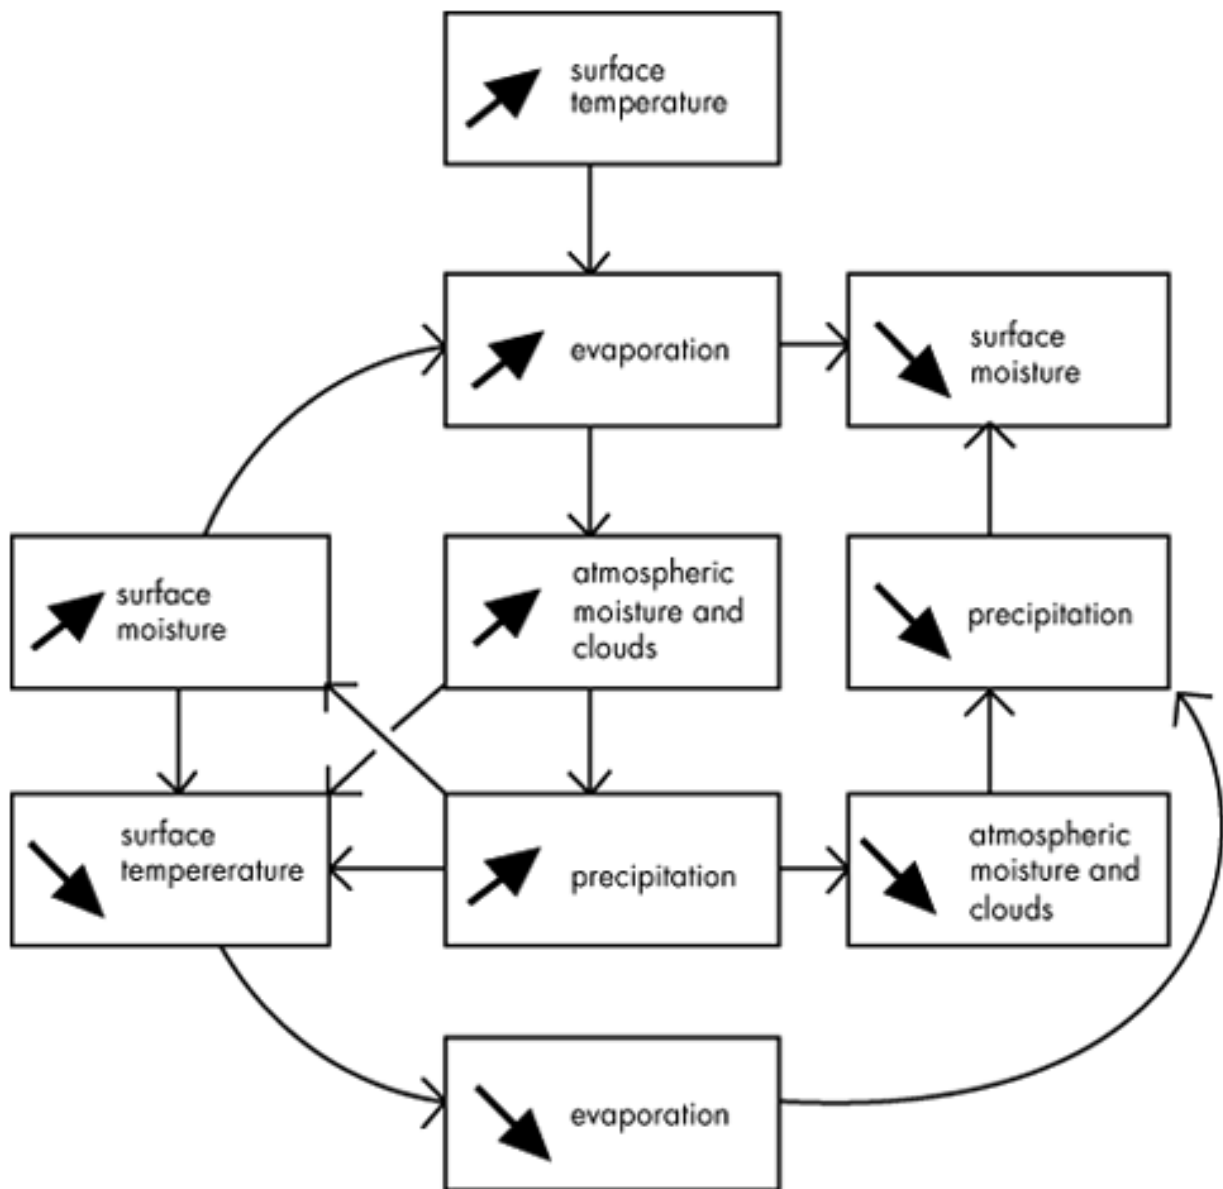 surface
temperature
evaporation
surface
moisture
surface
moisture
atmospheric
moisture and
clouds
precipitation
surface
tempererature
precipitation
atmospheric
moisture and
clouds
evaporation